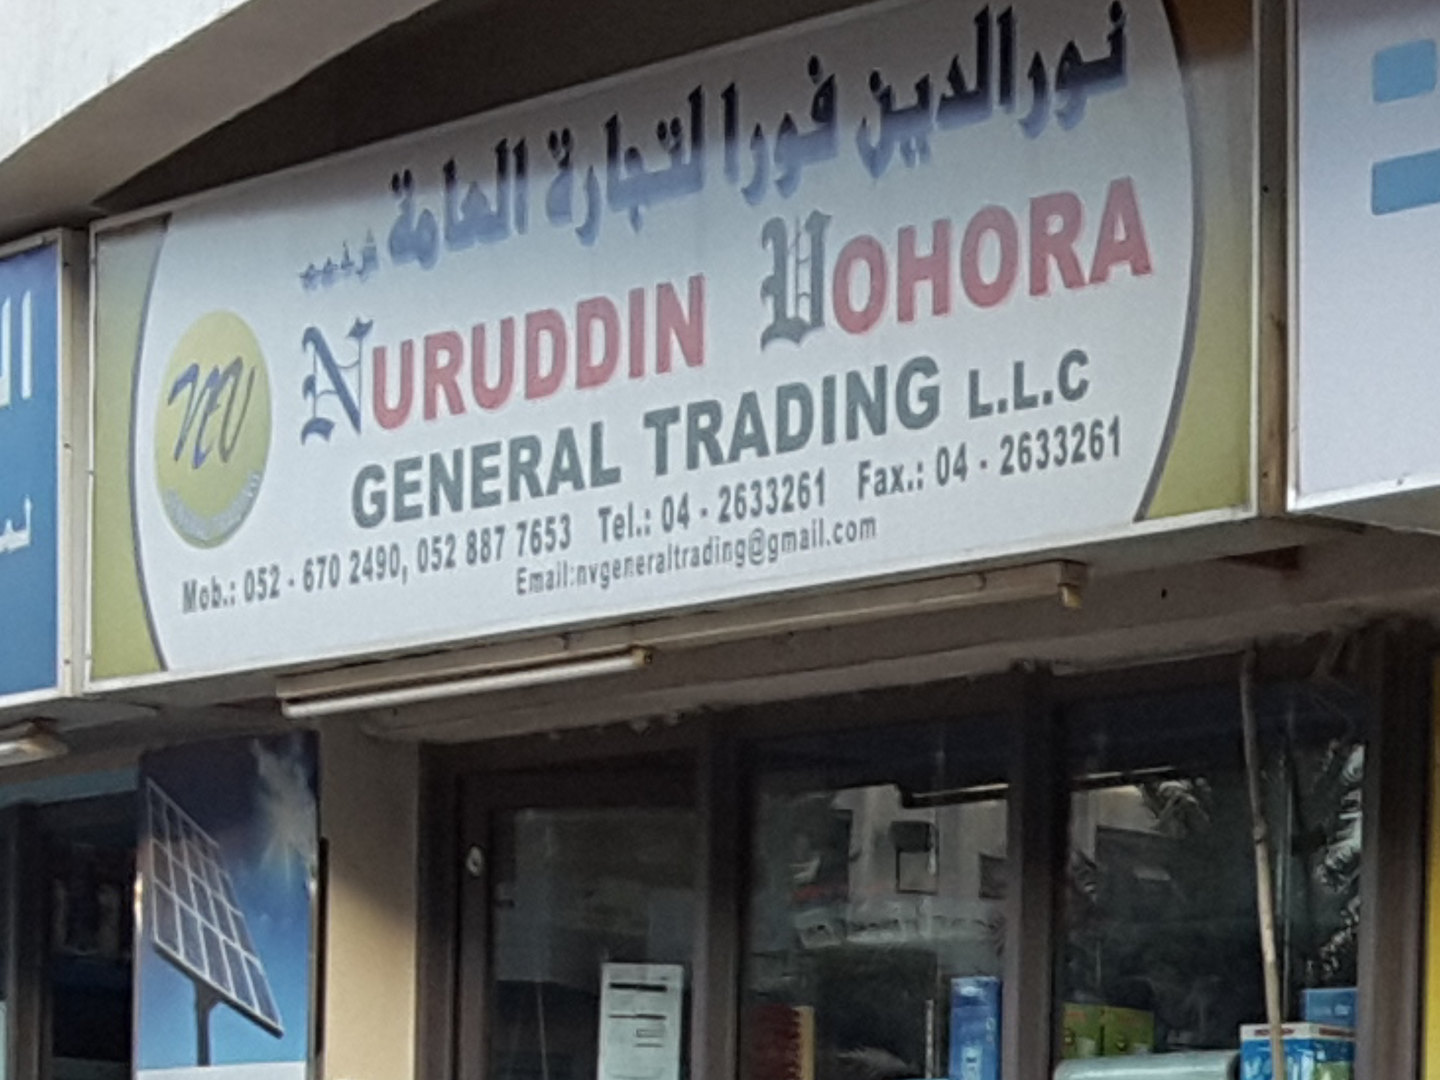 نورالدين فورا لتجارة العامة ش.ذ.م.م
NURUDDIN VOHORA
GENERAL TRADING L.L.C
Mob.: 052 - 670 2490, 052 887 7653 Tel.: 04 - 2633261 Fax.: 04 - 2633261
Email:nvgeneraltrading@gmail.com